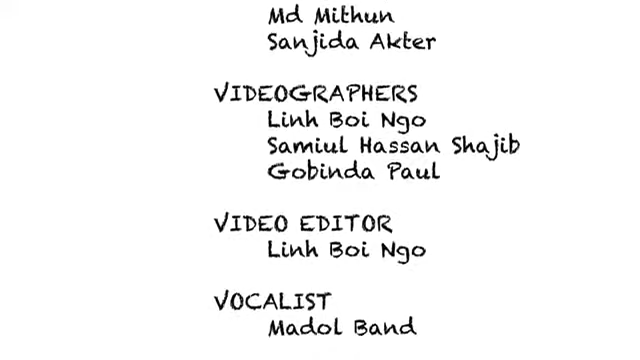 Md Mithun
Sanjida Akter
VIDEOGRAPHERS
Linh Boi Ngo
Samiul Hassan Shajib
Gobinda Paul
VIDEO EDITOR
Linh Boi Ngo
VOCALIST
Madol Band